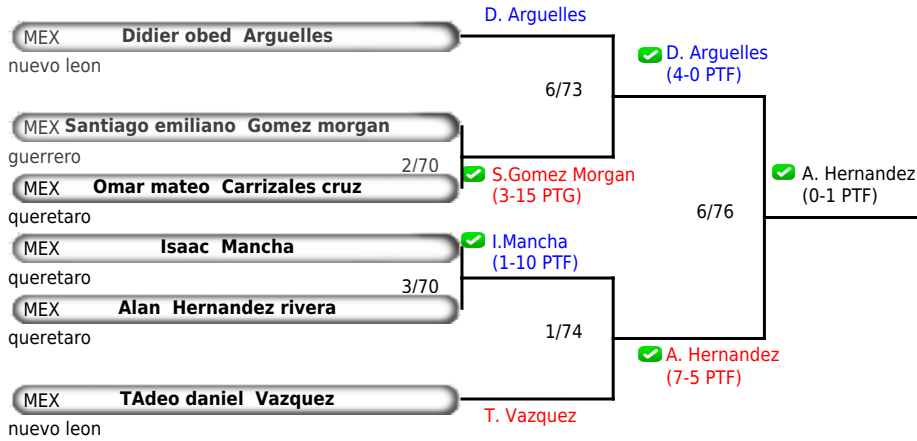 D. Arguelles
MEX Didier obed Arguelles
nuevo leon
D. Arguelles
(4-0 PTF)
6/73
MEX Santiago emiliano Gomez morgan
guerrero
2/70
S.Gomez Morgan
(3-15 PTG)
MEX Omar mateo Carrizales cruz
queretaro
A. Hernandez
(0-1 PTF)
6/76
MEX Isaac Mancha
queretaro
I.Mancha
(1-10 PTF)
3/70
MEX Alan Hernandez rivera
queretaro
1/74
A. Hernandez
(7-5 PTF)
MEX TAdeo daniel Vazquez
nuevo leon
T. Vazquez